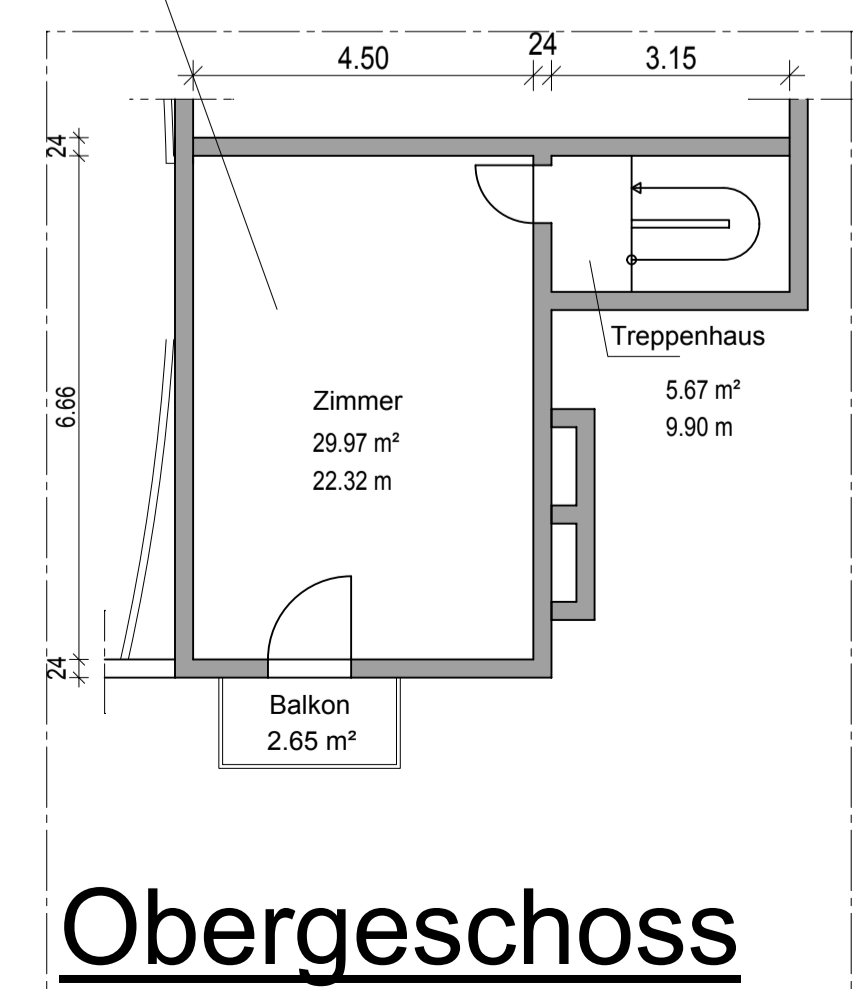 24
4.50
3.15
24
6.66
24
Treppenhaus
5.67 m²
9.90 m
Zimmer
29.97 m²
22.32 m
Balkon
2.65 m²
Obergeschoss